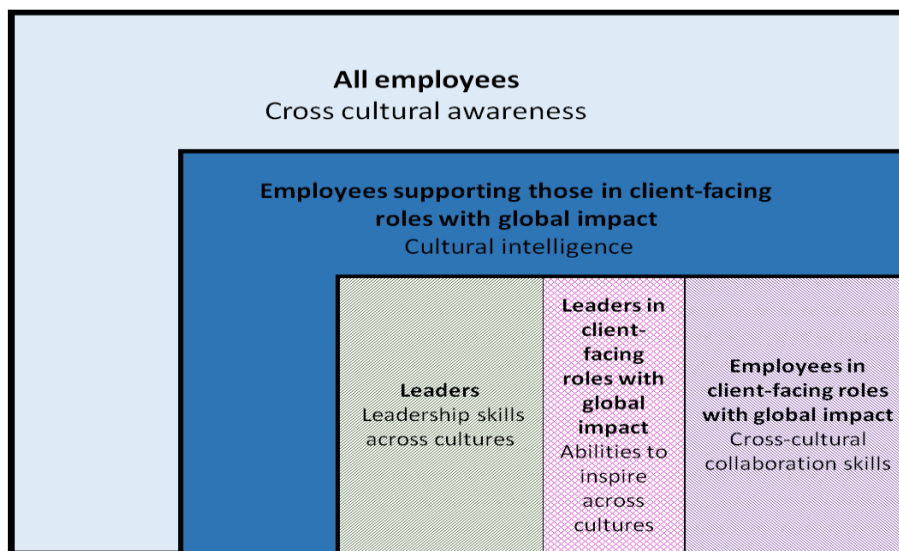 All employees
Cross cultural awareness
Employees supporting those in client-facing
roles with global impact
Cultural intelligence
Leaders
Leadership skills
across cultures
Leaders in
client-
facing
roles with
global
impact
Abilities to
inspire
across
cultures
Employees in
client-facing roles
with global impact
Cross-cultural
collaboration skills